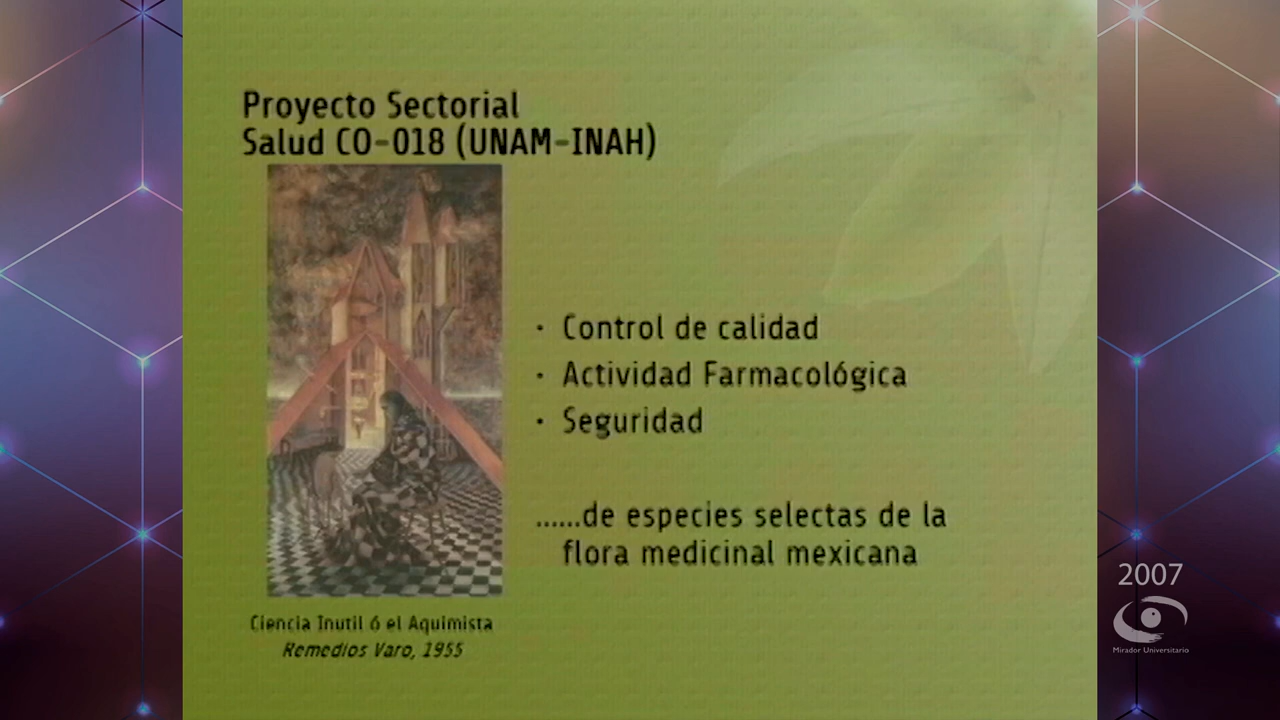 Proyecto Sectorial
Salud CO-018 (UNAM-INAH)
• Control de calidad
• Actividad Farmacológica
• Seguridad
......de especies selectas de la
flora medicinal mexicana
Ciencia Inutil ó el Aquimista
Remedios Varo, 1955
2007
Mirador Universitario